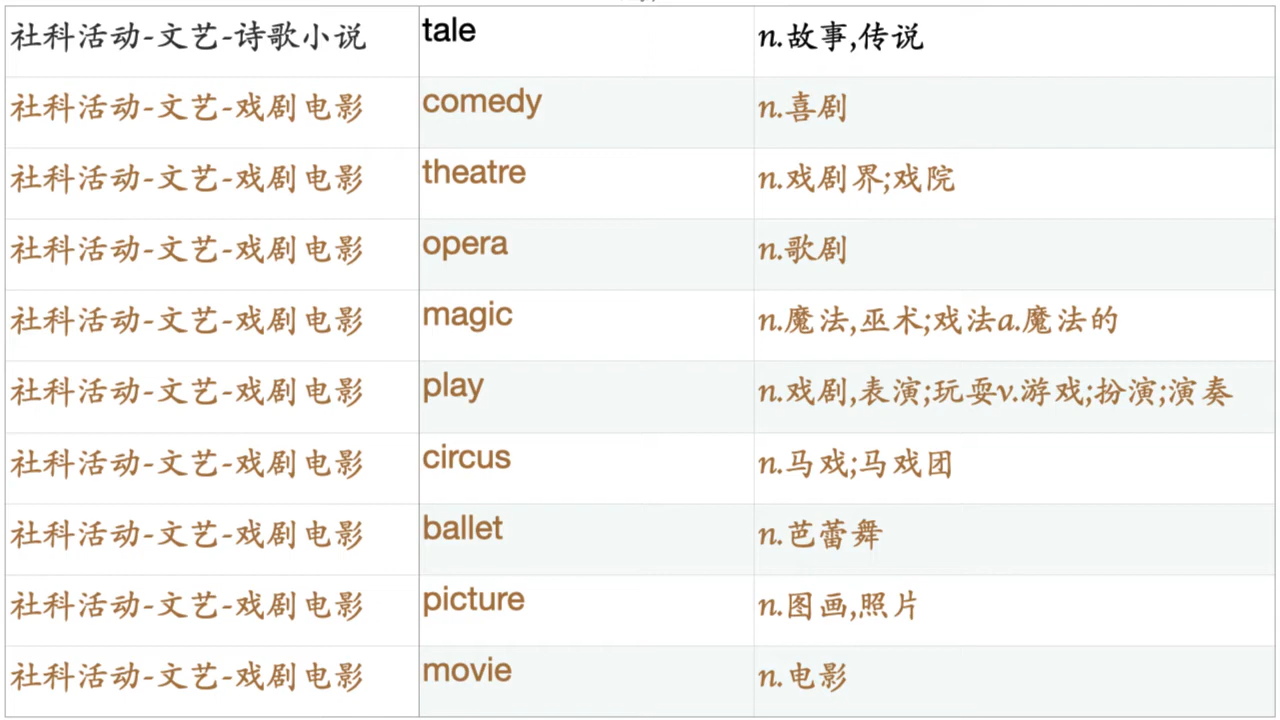 社科活动-文艺-诗歌小说 tale n.故事,传说
社科活动-文艺-戏剧电影 comedy n.喜剧
社科活动-文艺-戏剧电影 theatre n.戏剧界;戏院
社科活动-文艺-戏剧电影 opera n.歌剧
社科活动-文艺-戏剧电影 magic n.魔法,巫术;戏法a.魔法的
社科活动-文艺-戏剧电影 play n.戏剧,表演;玩耍v.游戏;扮演;演奏
社科活动-文艺-戏剧电影 circus n.马戏;马戏团
社科活动-文艺-戏剧电影 ballet n.芭蕾舞
社科活动-文艺-戏剧电影 picture n.图画,照片
社科活动-文艺-戏剧电影 movie n.电影